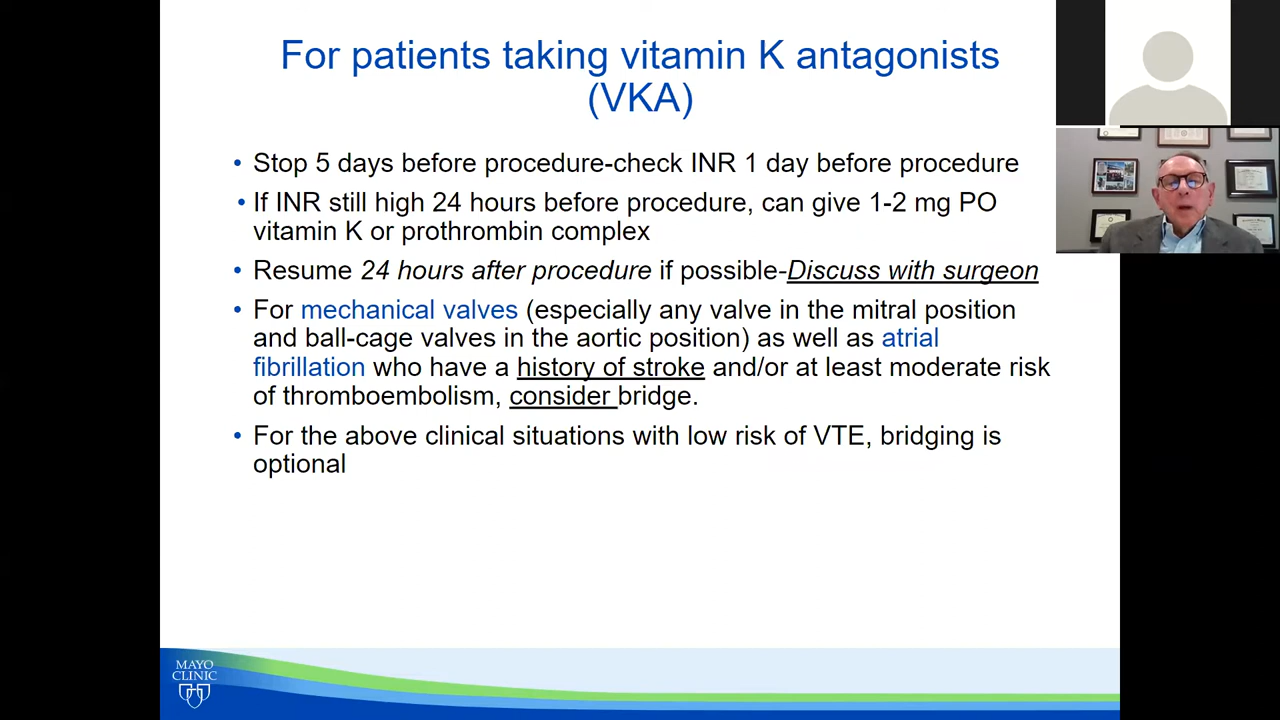 For patients taking vitamin K antagonists
(VKA)
• Stop 5 days before procedure-check INR 1 day before procedure
• If INR still high 24 hours before procedure, can give 1-2 mg PO
vitamin K or prothrombin complex
• Resume 24 hours after procedure if possible-Discuss with surgeon
• For mechanical valves (especially any valve in the mitral position
and ball-cage valves in the aortic position) as well as atrial
fibrillation who have a history of stroke and/or at least moderate risk
of thromboembolism, consider bridge.
• For the above clinical situations with low risk of VTE, bridging is
optional
MAYO
CLINIC